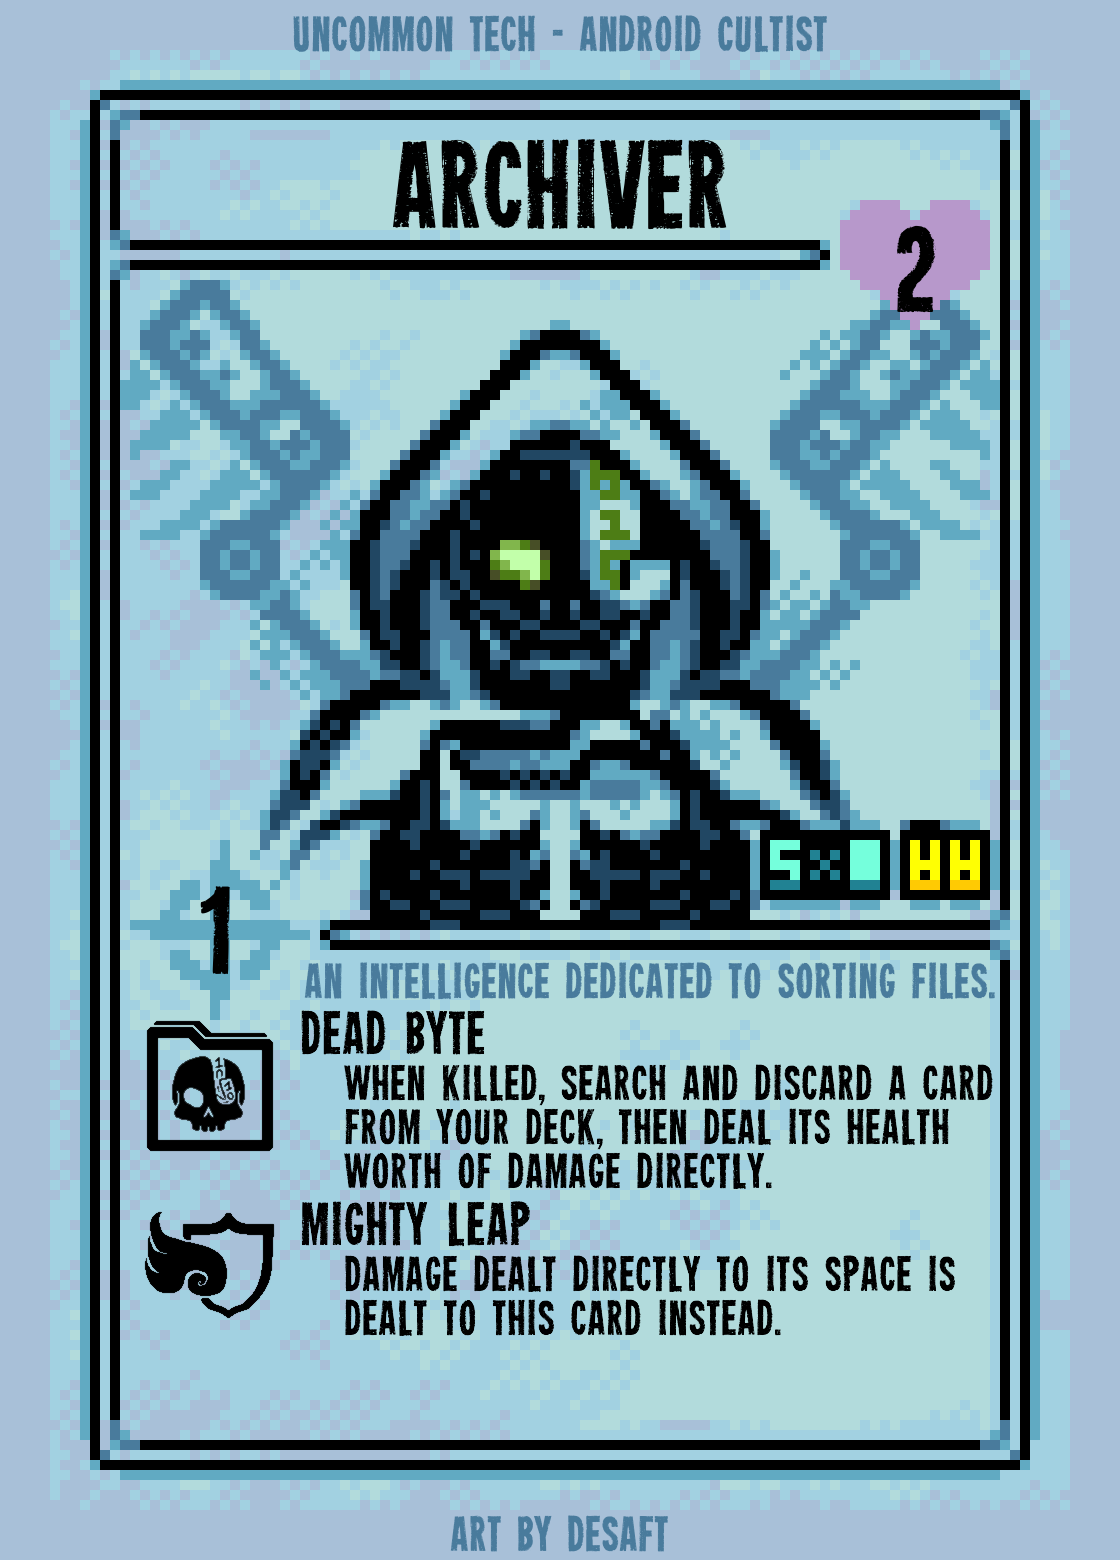 UNCOMMON TECH - ANDROID CULTIST
ARCHIVER
2
5x
1
AN INTELLIGENCE DEDICATED TO SORTING FILES.
DEAD BYTE
WHEN KILLED, SEARCH AND DISCARD A CARD
FROM YOUR DECK, THEN DEAL ITS HEALTH
WORTH OF DAMAGE DIRECTLY.
MIGHTY LEAP
DAMAGE DEALT DIRECTLY TO ITS SPACE IS
DEALT TO THIS CARD INSTEAD.
ART BY DESAFT